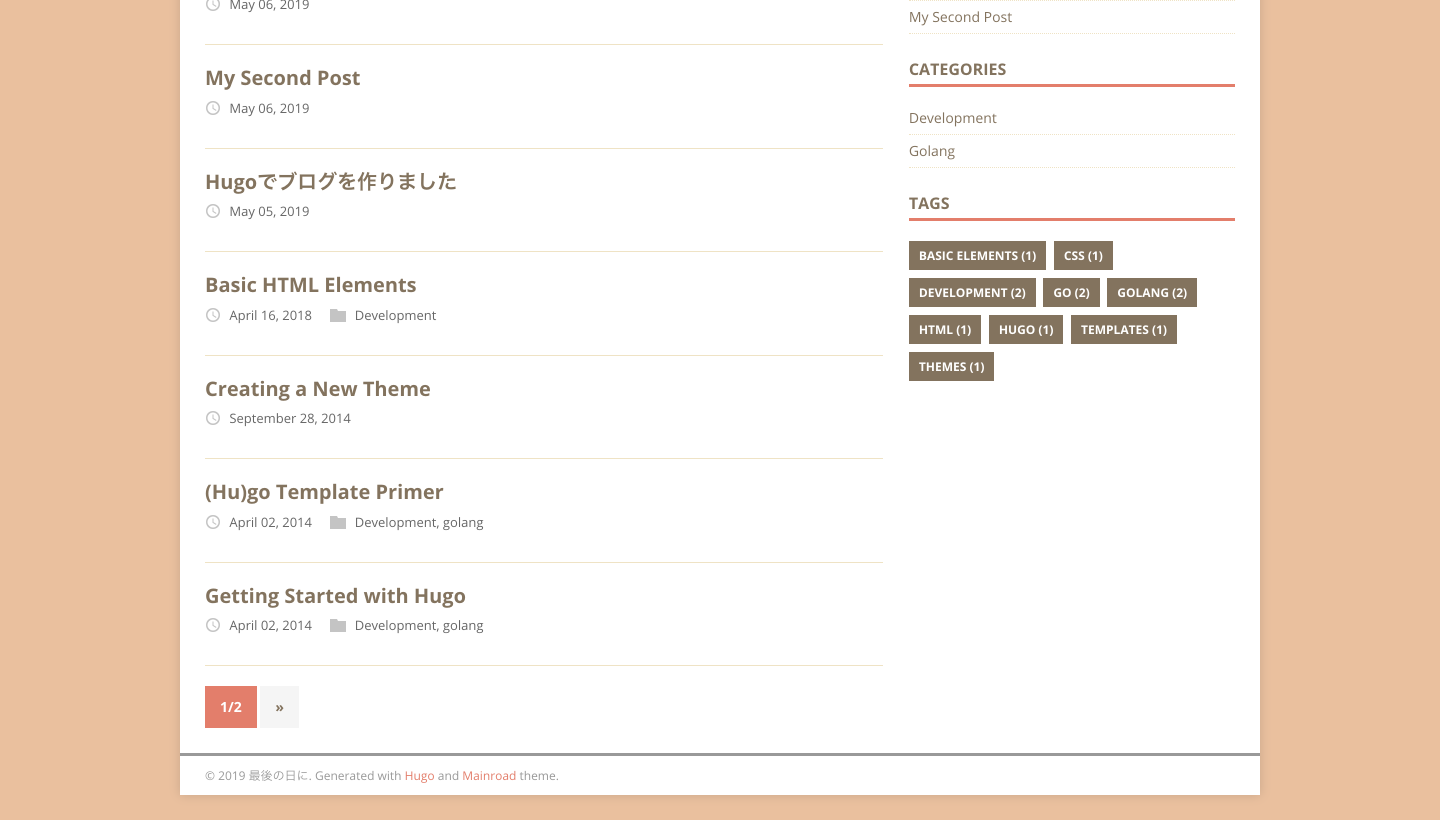 May 06, 2019
My Second Post
May 06, 2019
Hugoでブログを作りました
May 05, 2019
Basic HTML Elements
April 16, 2018 Development
Creating a New Theme
September 28, 2014
(Hu)go Template Primer
April 02, 2014 Development, golang
Getting Started with Hugo
April 02, 2014 Development, golang
1/2 »
My Second Post
CATEGORIES
Development
Golang
TAGS
BASIC ELEMENTS (1) CSS (1)
DEVELOPMENT (2) GO (2) GOLANG (2)
HTML (1) HUGO (1) TEMPLATES (1)
THEMES (1)
© 2019 最後の日に. Generated with Hugo and Mainroad theme.